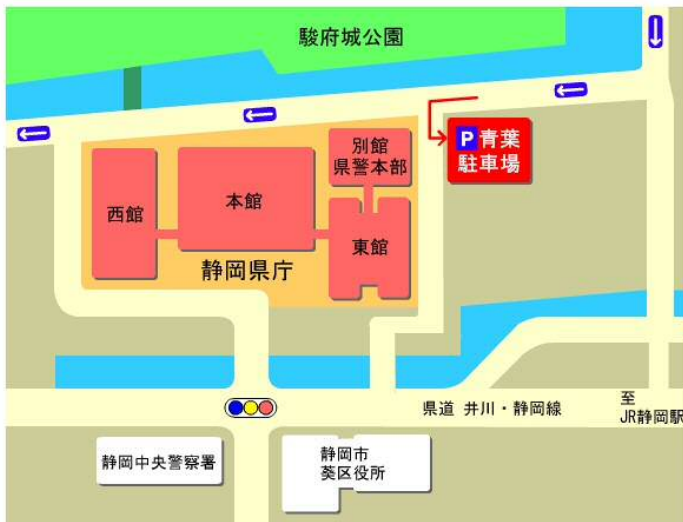 駿府城公園
P青葉
駐車場
別館
県警本部
本館
西館
東館
静岡県庁
県道 井川・静岡線
至
JR静岡駅
静岡中央警察署
静岡市
葵区役所